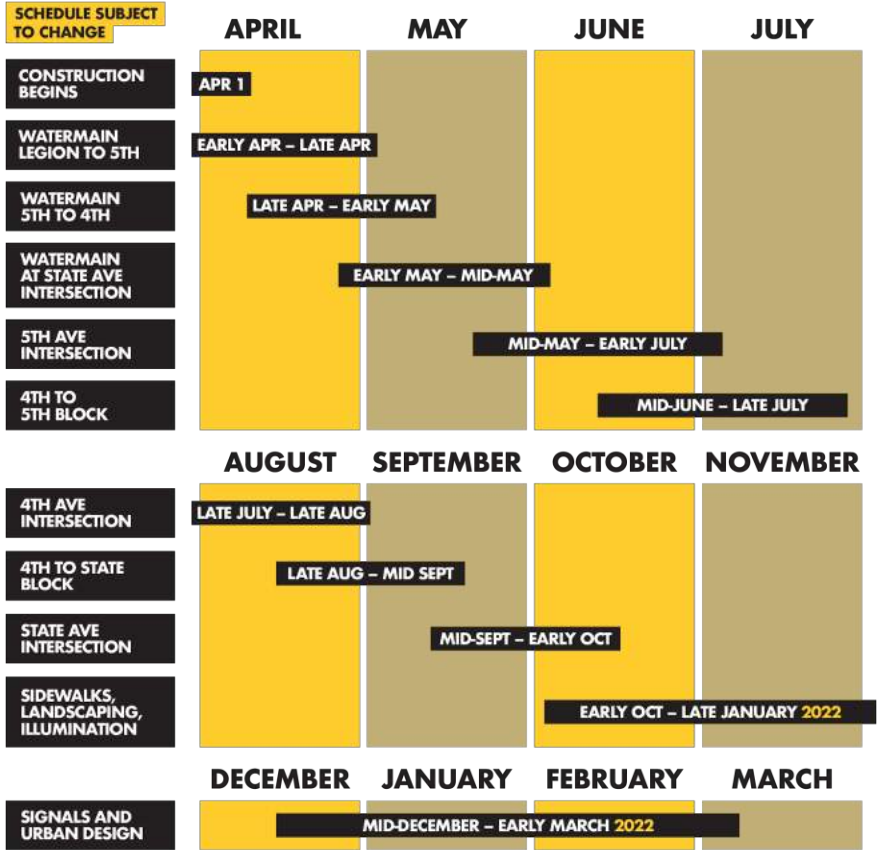 SCHEDULE SUBJECT
TO CHANGE
APRIL MAY JUNE JULY
CONSTRUCTION
BEGINS
APR 1
WATERMAIN
LEGION TO 5TH
EARLY APR – LATE APR
WATERMAIN
5TH TO 4TH
LATE APR – EARLY MAY
WATERMAIN
AT STATE AVE
INTERSECTION
EARLY MAY – MID-MAY
5TH AVE
INTERSECTION
MID-MAY – EARLY JULY
4TH TO
5TH BLOCK
MID-JUNE – LATE JULY
AUGUST SEPTEMBER OCTOBER NOVEMBER
4TH AVE
INTERSECTION
LATE JULY – LATE AUG
4TH TO STATE
BLOCK
LATE AUG – MID SEPT
STATE AVE
INTERSECTION
MID-SEPT – EARLY OCT
SIDEWALKS,
LANDSCAPING,
ILLUMINATION
EARLY OCT – LATE JANUARY 2022
DECEMBER JANUARY FEBRUARY MARCH
SIGNALS AND
URBAN DESIGN
MID-DECEMBER – EARLY MARCH 2022